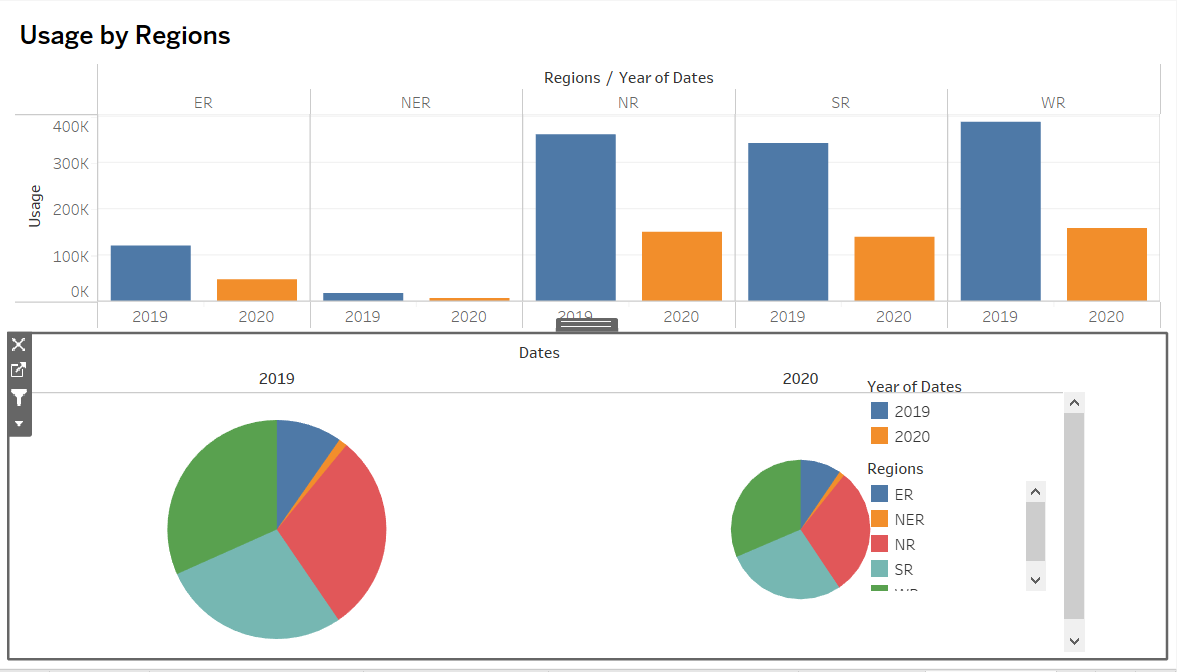 Usage by Regions
Regions / Year of Dates
ER NER NR SR WR
400K
300K
200K
100K
0K
Usage
2019 2020 2019 2020 2019 2020 2019 2020 2019 2020
Dates
2019 2020
Year of Dates
2019
2020
Regions
ER
NER
NR
SR